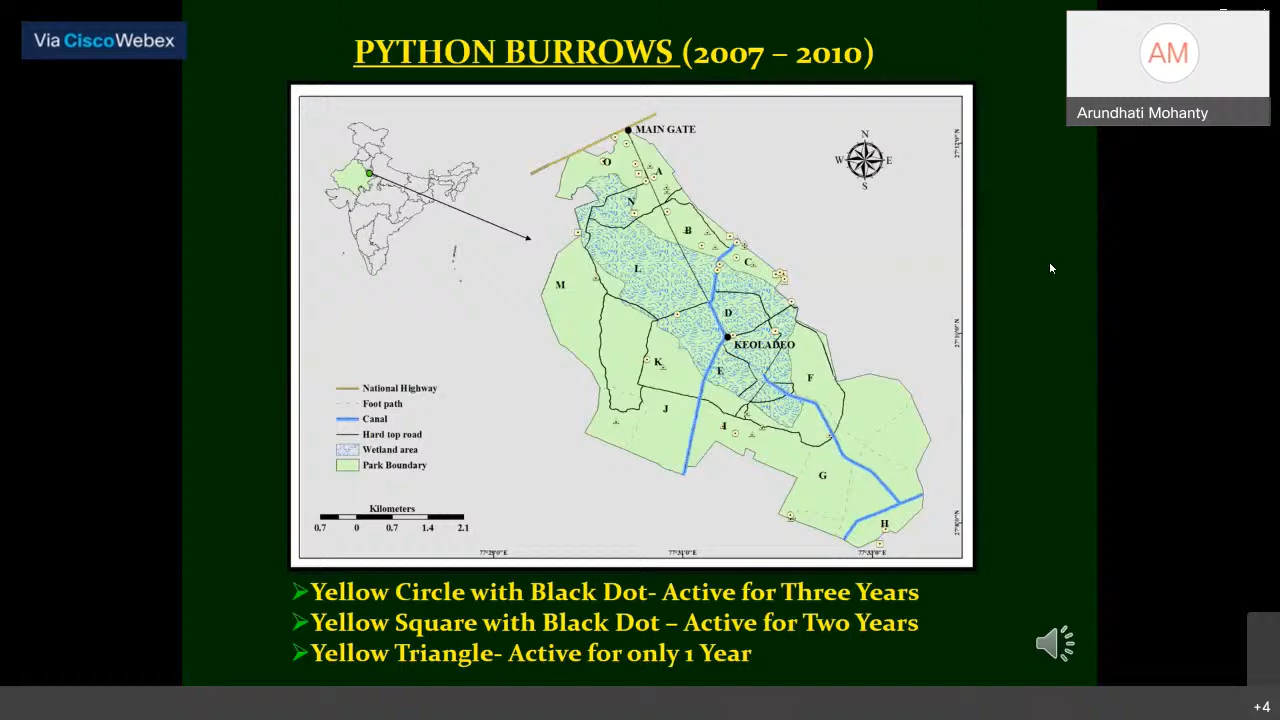 Via Cisco Webex
PYTHON BURROWS (2007 – 2010)
AM
Arundhati Mohanty
MAIN GATE
N
W E
S
O
A
N
B
C
L
M
D
KEOLADEO
K
E
F
J
I
G
H
National Highway
Foot path
Canal
Hard top road
Wetland area
Park Boundary
Kilometers
0.7 0 0.7 1.4 2.1
➢Yellow Circle with Black Dot- Active for Three Years
➢Yellow Square with Black Dot – Active for Two Years
➢Yellow Triangle- Active for only 1 Year
+4